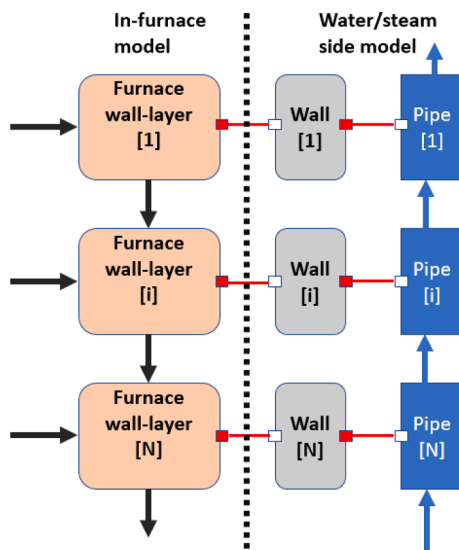 In-furnace
model
Water/steam
side model
Furnace
wall-layer
[1]
Wall
[1]
Pipe
[1]
Furnace
wall-layer
[i]
Wall
[i]
Pipe
[i]
Furnace
wall-layer
[N]
Wall
[N]
Pipe
[N]